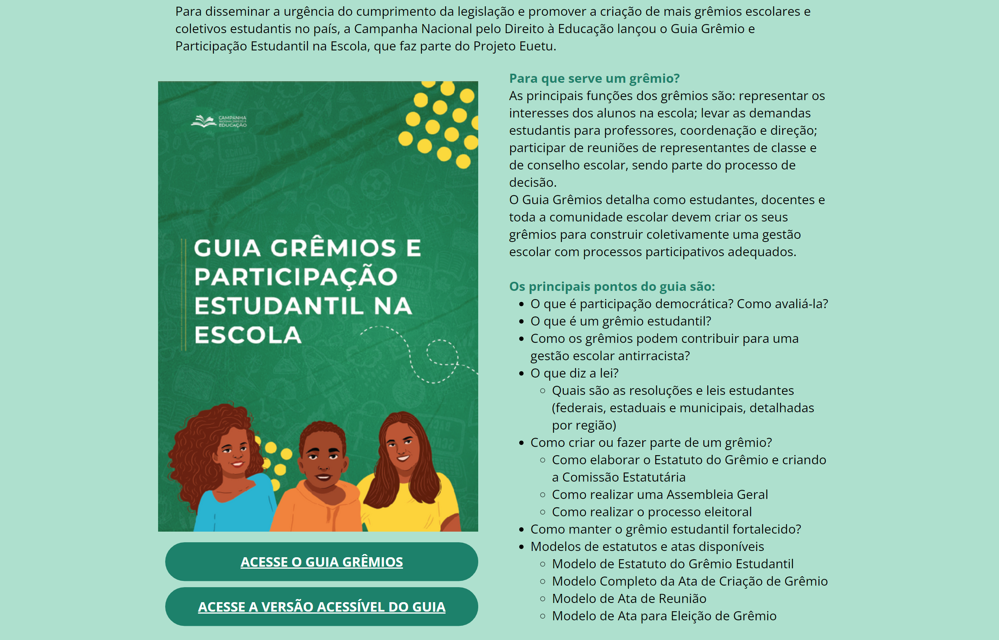 Para disseminar a urgência do cumprimento da legislação e promover a criação de mais grêmios escolares e
coletivos estudantis no país, a Campanha Nacional pelo Direito à Educação lançou o Guia Grêmio e
Participação Estudantil na Escola, que faz parte do Projeto Euetu.
CAMPANHA
EDUCAÇÃO
GUIA GRÊMIOS E
PARTICIPAÇÃO
ESTUDANTIL NA
ESCOLA
ACESSE O GUIA GRÊMIOS
ACESSE A VERSÃO ACESSÍVEL DO GUIA
Para que serve um grêmio?
As principais funções dos grêmios são: representar os
interesses dos alunos na escola; levar as demandas
estudantis para professores, coordenação e direção;
participar de reuniões de representantes de classe e
de conselho escolar, sendo parte do processo de
decisão.
O Guia Grêmios detalha como estudantes, docentes e
toda a comunidade escolar devem criar os seus
grêmios para construir coletivamente uma gestão
escolar com processos participativos adequados.
Os principais pontos do guia são:
• O que é participação democrática? Como avaliá-la?
• O que é um grêmio estudantil?
• Como os grêmios podem contribuir para uma
gestão escolar antirracista?
• O que diz a lei?
◦ Quais são as resoluções e leis estudantes
(federais, estaduais e municipais, detalhadas
por região)
• Como criar ou fazer parte de um grêmio?
◦ Como elaborar o Estatuto do Grêmio e criando
a Comissão Estatutária
◦ Como realizar uma Assembleia Geral
◦ Como realizar o processo eleitoral
• Como manter o grêmio estudantil fortalecido?
• Modelos de estatutos e atas disponíveis
◦ Modelo de Estatuto do Grêmio Estudantil
◦ Modelo Completo da Ata de Criação de Grêmio
◦ Modelo de Ata de Reunião
◦ Modelo de Ata para Eleição de Grêmio